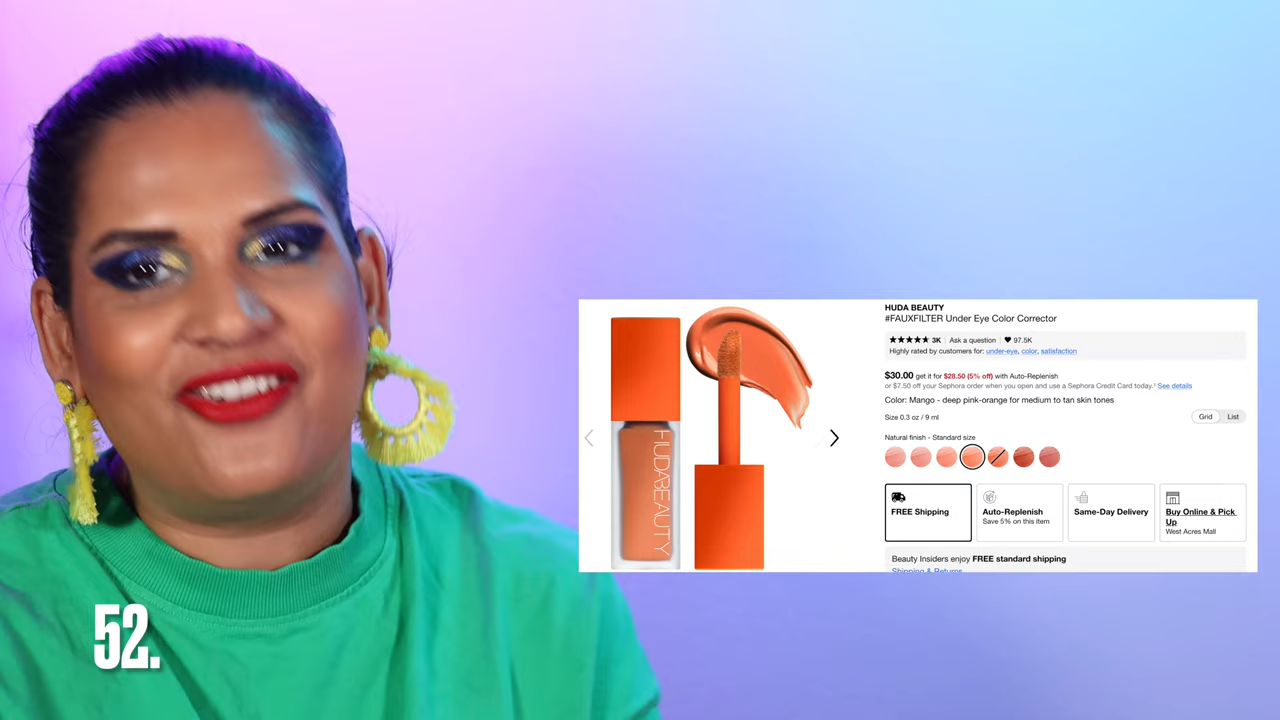 52.
HUDABEAUTY
HUDA BEAUTY
#FAUXFILTER Under Eye Color Corrector
3K | Ask a question | 97.5K
Highly rated by customers for: under-eye, color, satisfaction
$30.00 get it for $28.50 (5% off) with Auto-Replenish
or $7.50 off your Sephora order when you open and use a Sephora Credit Card today.† See details
Color: Mango - deep pink-orange for medium to tan skin tones
Size 0.3 oz / 9 ml
Grid List
Natural finish - Standard size
FREE Shipping
Auto-Replenish
Save 5% on this item
Same-Day Delivery
Buy Online & Pick
Up
West Acres Mall
Beauty Insiders enjoy FREE standard shipping
Shipping & Returns